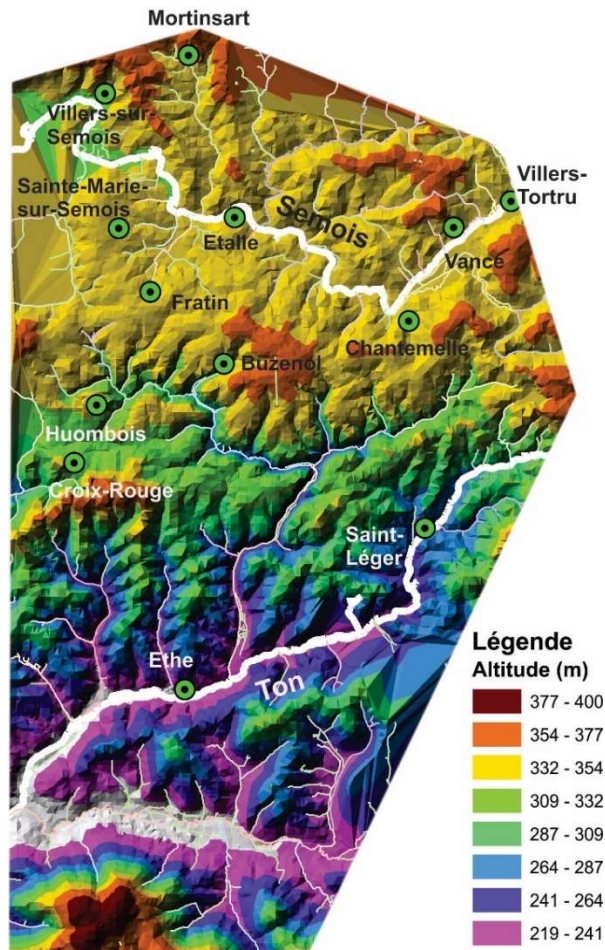 Mortinsart
Villers-sur-
Semois
Villers-
Tortru
Sainte-Marie-
sur-Semois
Semois
Etalle
Vance
Fratin
Chantemelle
Buzenol
Huombois
Croix-Rouge
Saint-
Léger
Ethe
Ton
Légende
Altitude (m)
377 - 400
354 - 377
332 - 354
309 - 332
287 - 309
264 - 287
241 - 264
219 - 241